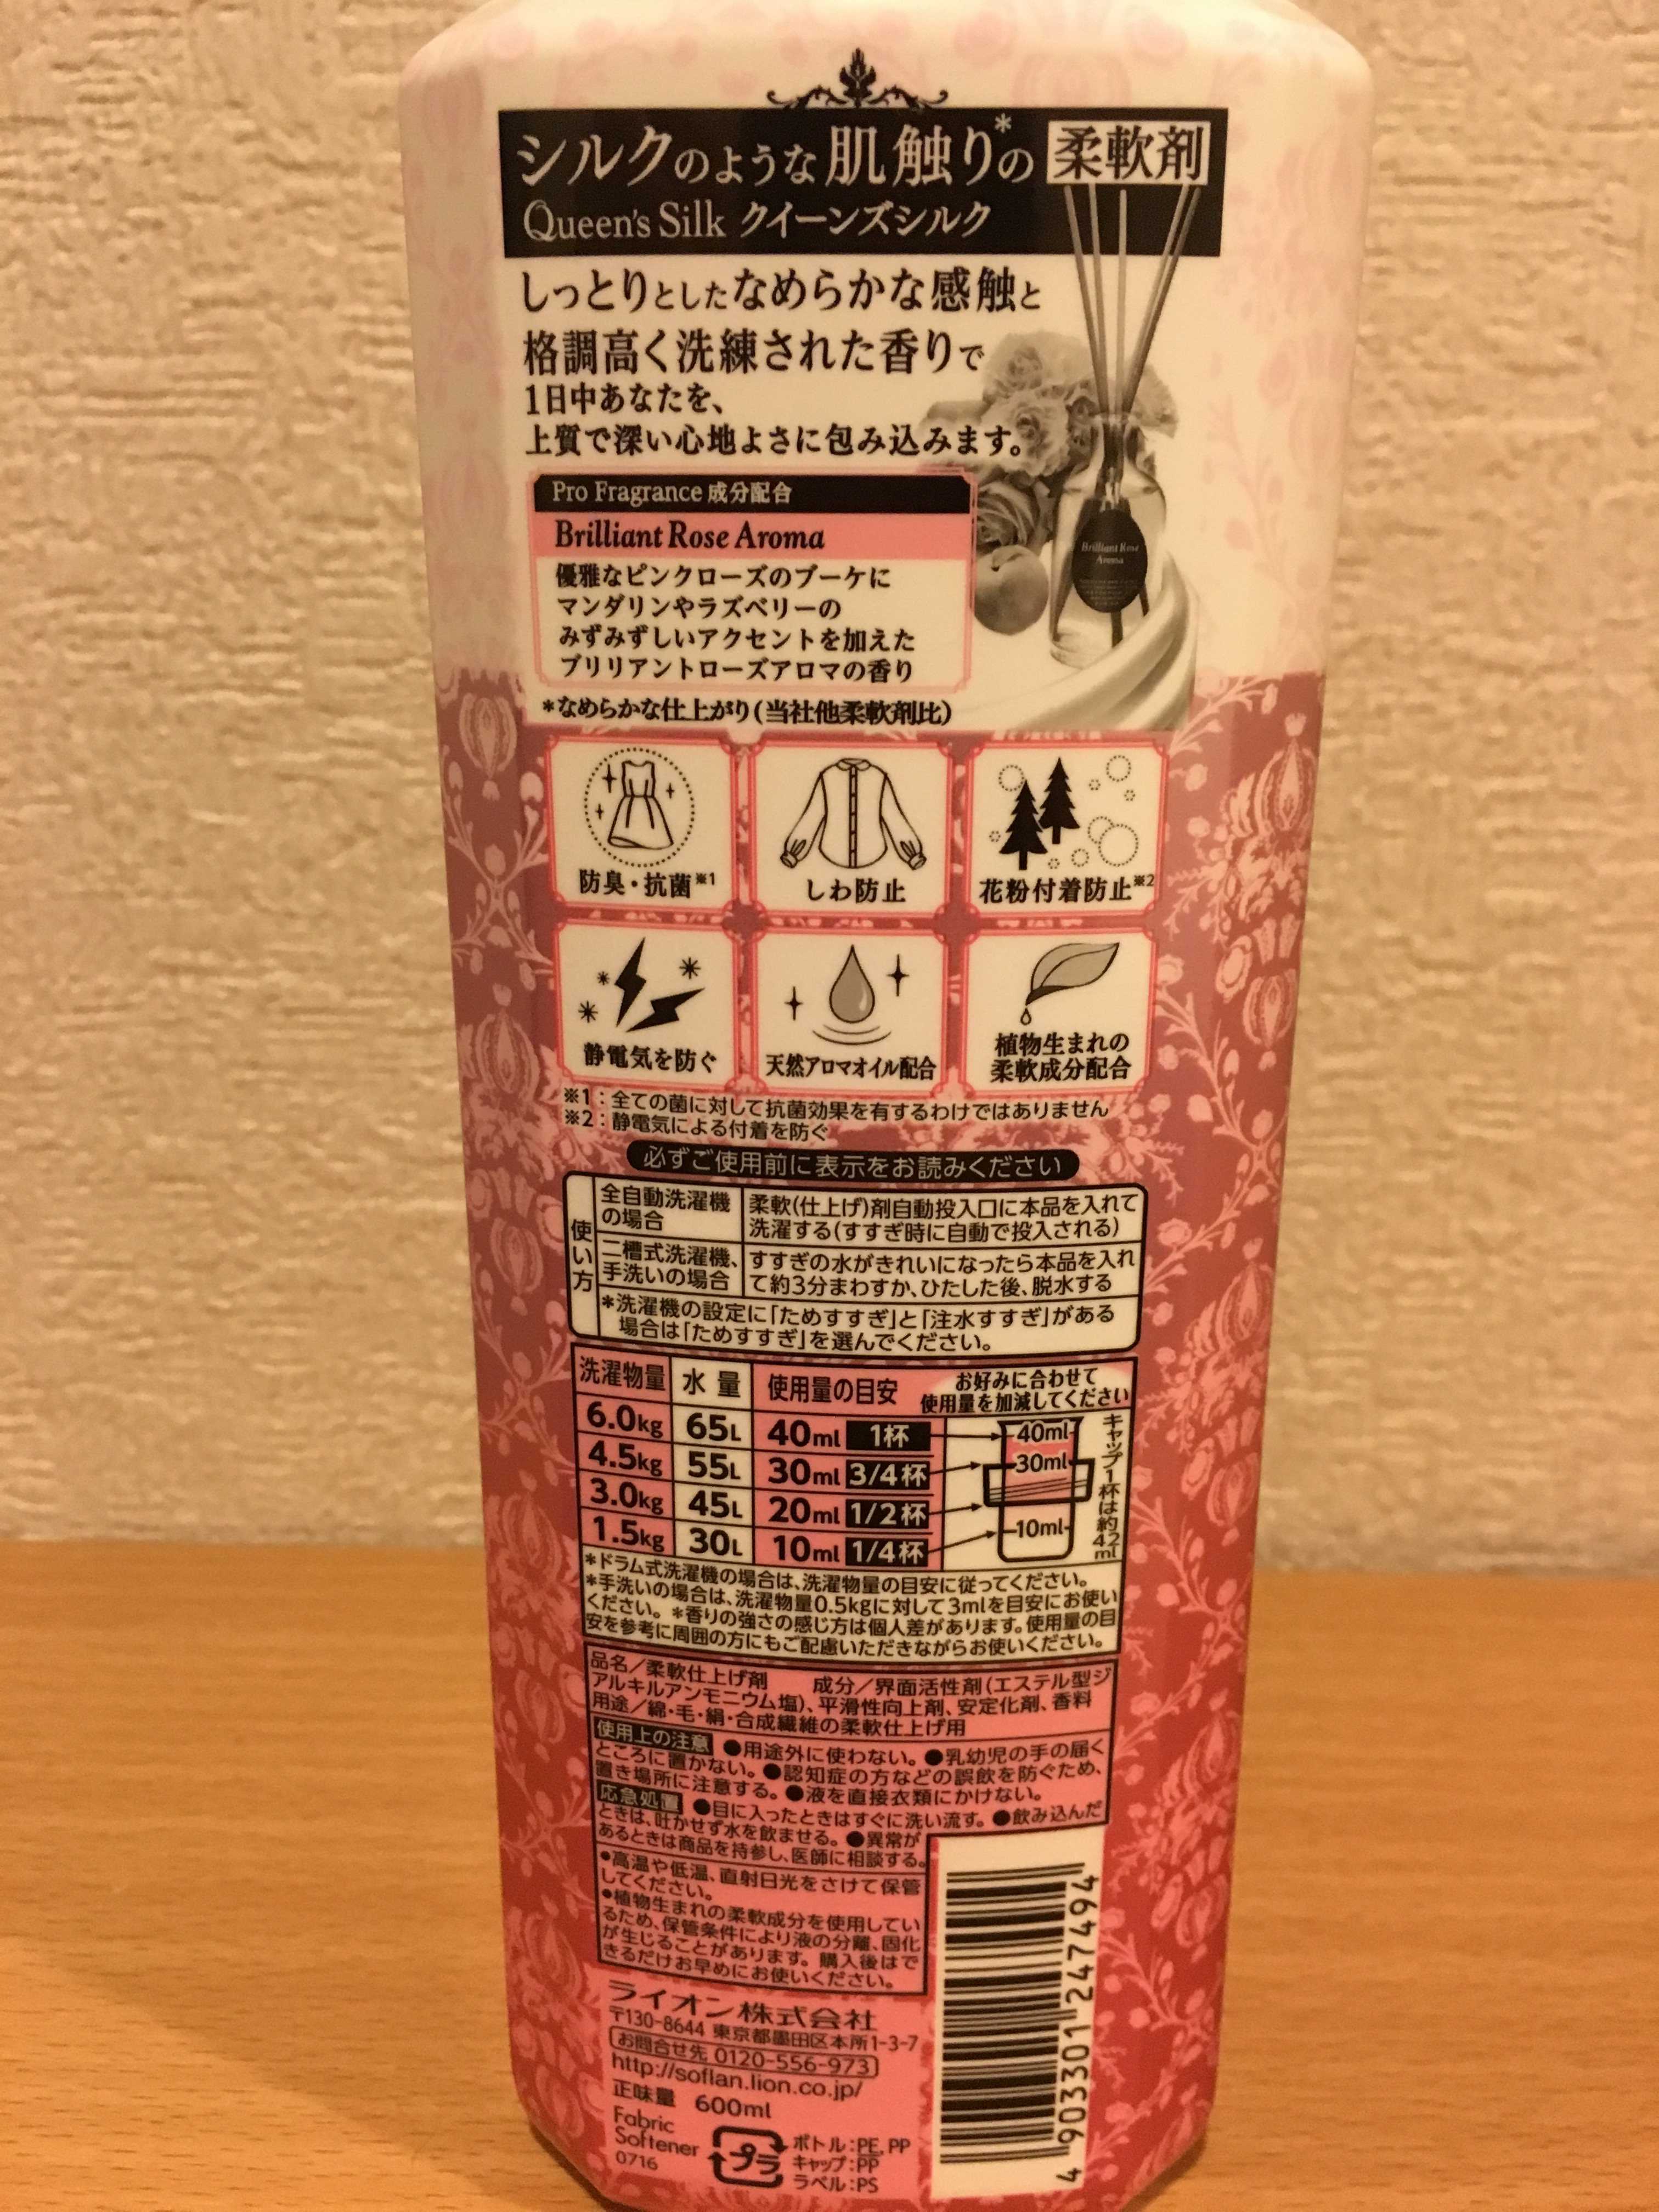 シルクのような肌触り*の 柔軟剤
Queen's Silk クイーンズシルク
しっとりとしたなめらかな感触と
格調高く洗練された香りで
1日中あなたを、
上質で深い心地よさに包み込みます。
Pro Fragrance 成分配合
Brilliant Rose Aroma
優雅なピンクローズのブーケに
マンダリンやラズベリーの
みずみずしいアクセントを加えた
ブリリアントローズアロマの香り
Brilliant Rose
Aroma
*なめらかな仕上がり(当社他柔軟剤比)
防臭・抗菌※1
しわ防止
花粉付着防止※2
静電気を防ぐ
天然アロマオイル配合
植物生まれの
柔軟成分配合
※1：全ての菌に対して抗菌効果を有するわけではありません
※2：静電気による付着を防ぐ
必ずご使用前に表示をお読みください
使い方
全自動洗濯機
の場合
柔軟(仕上げ)剤自動投入口に本品を入れて
洗濯する(すすぎ時に自動で投入される)
二槽式洗濯機、
手洗いの場合
すすぎの水がきれいになったら本品を入れ
て約3分まわすか、ひたした後、脱水する
*洗濯機の設定に「ためすすぎ」と「注水すすぎ」がある
場合は「ためすすぎ」を選んでください。
洗濯物量 水量 使用量の目安 お好みに合わせて
使用量を加減してください
6.0kg 65L 40ml 1杯
4.5kg 55L 30ml 3/4杯
3.0kg 45L 20ml 1/2杯
1.5kg 30L 10ml 1/4杯
40ml
30ml
10ml
キャップ1杯は約42ml
*ドラム式洗濯機の場合は、洗濯物量の目安に従ってください。
*手洗いの場合は、洗濯物量0.5kgに対して3mlを目安にお使い
ください。*香りの強さの感じ方は個人差があります。使用量の目
安を参考に周囲の方にもご配慮いただきながらお使いください。
品名／柔軟仕上げ剤 成分／界面活性剤(エステル型ジ
アルキルアンモニウム塩)、平滑性向上剤、安定化剤、香料
用途／綿・毛・絹・合成繊維の柔軟仕上げ用
使用上の注意 ●用途外に使わない。●乳幼児の手の届く
ところに置かない。●認知症の方などの誤飲を防ぐため、
置き場所に注意する。●液を直接衣類にかけない。
応急処置 ●目に入ったときはすぐに洗い流す。●飲み込んだ
ときは、吐かせず水を飲ませる。●異常が
あるときは商品を持参し、医師に相談する。
●高温や低温、直射日光をさけて保管
してください。
●植物生まれの柔軟成分を使用してい
るため、保管条件により液の分離、固化
が生じることがあります。購入後はで
きるだけお早めにお使いください。
ライオン株式会社
〒130-8644 東京都墨田区本所1-3-7
お問合せ先 0120-556-973
http://soflan.lion.co.jp/
正味量 600ml
Fabric
Softener
0716
プラ
ボトル：PE, PP
キャップ：PP
ラベル：PS
4 903301 247494